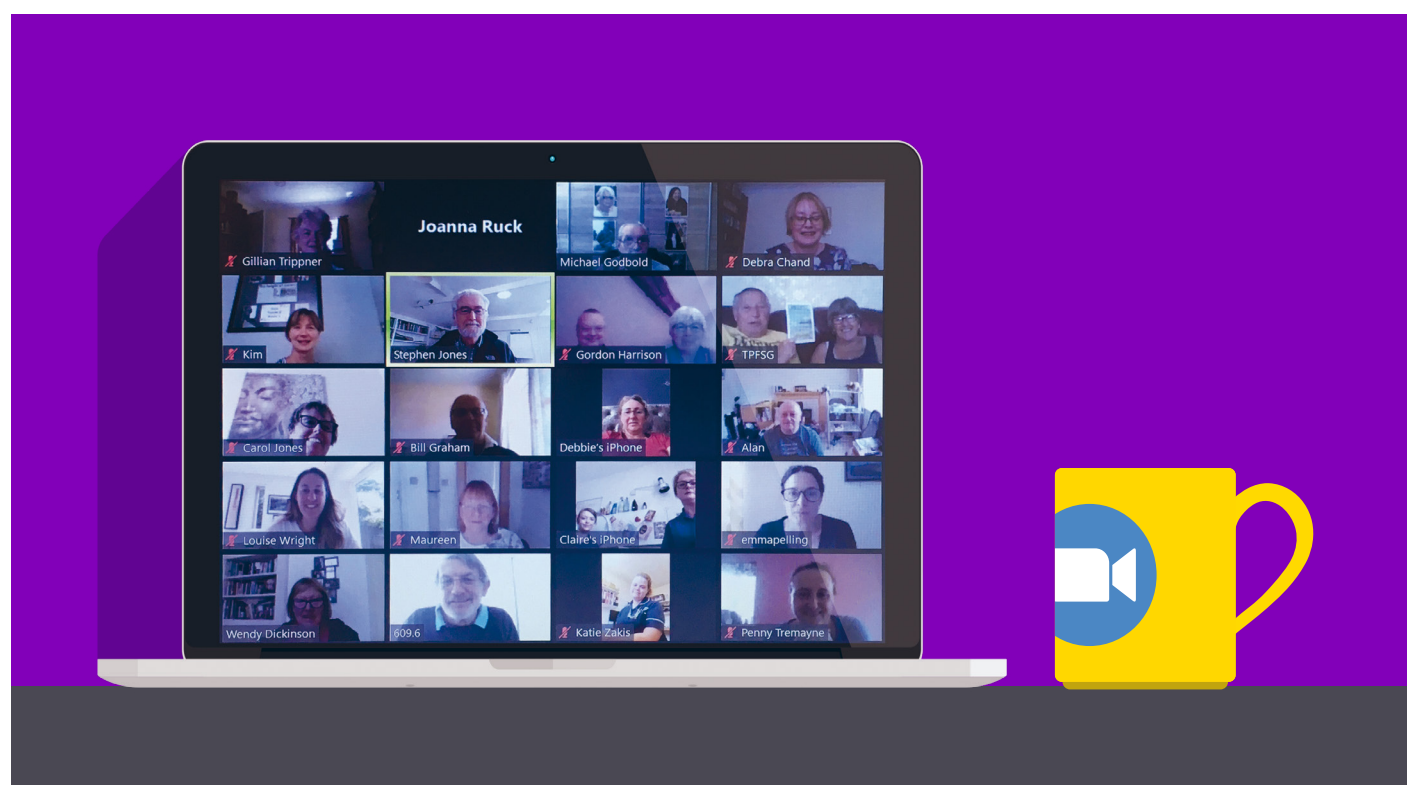 Gillian Trippner
Joanna Ruck
Michael Godbold
Debra Chand
Kim
Stephen Jones
Gordon Harrison
TPFSG
Carol Jones
Bill Graham
Debbie's iPhone
Alan
Louise Wright
Maureen
Claire's iPhone
emmapelling
Wendy Dickinson
609.6
Katie Zakis
Penny Tremayne